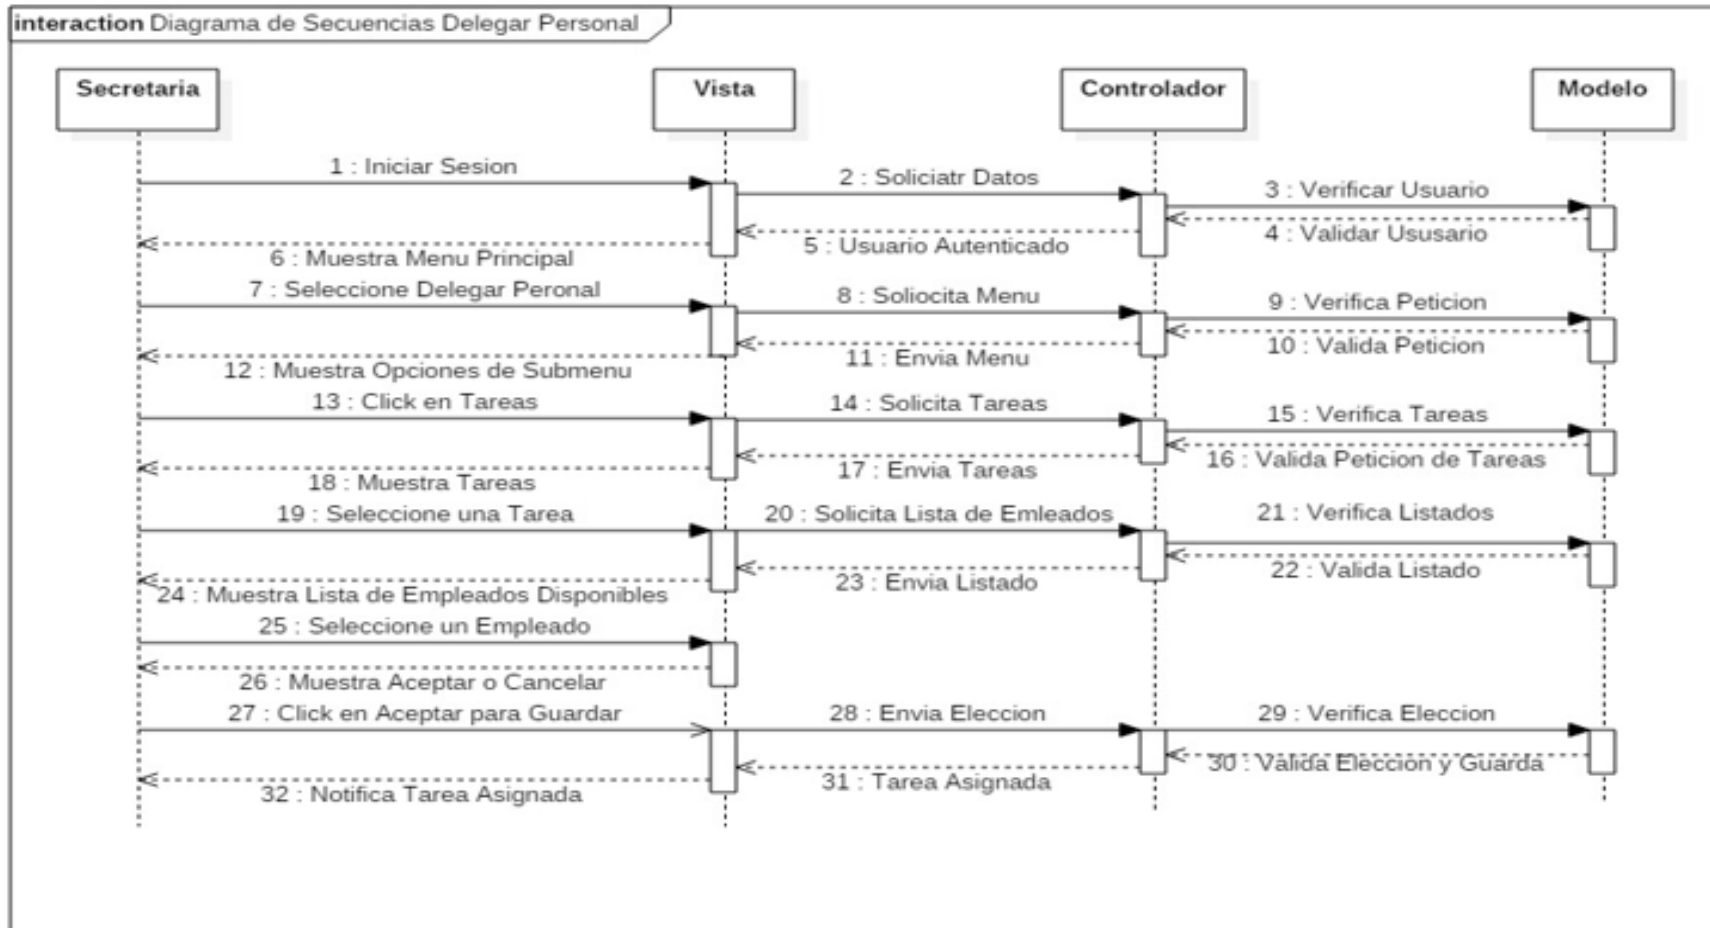 interaction Diagrama de Secuencias Delegar Personal
Secretaria
Vista
Controlador
Modelo
1 : Iniciar Sesion
2 : Soliciatr Datos
3 : Verificar Usuario
4 : Validar Ususario
5 : Usuario Autenticado
6 : Muestra Menu Principal
7 : Seleccione Delegar Peronal
8 : Soliocita Menu
9 : Verifica Peticion
10 : Valida Peticion
11 : Envia Menu
12 : Muestra Opciones de Submenu
13 : Click en Tareas
14 : Solicita Tareas
15 : Verifica Tareas
16 : Valida Peticion de Tareas
17 : Envia Tareas
18 : Muestra Tareas
19 : Seleccione una Tarea
20 : Solicita Lista de Emleados
21 : Verifica Listados
22 : Valida Listado
23 : Envia Listado
24 : Muestra Lista de Empleados Disponibles
25 : Seleccione un Empleado
26 : Muestra Aceptar o Cancelar
27 : Click en Aceptar para Guardar
28 : Envia Eleccion
29 : Verifica Eleccion
30 : Valida Eleccion y Guarda
31 : Tarea Asignada
32 : Notifica Tarea Asignada